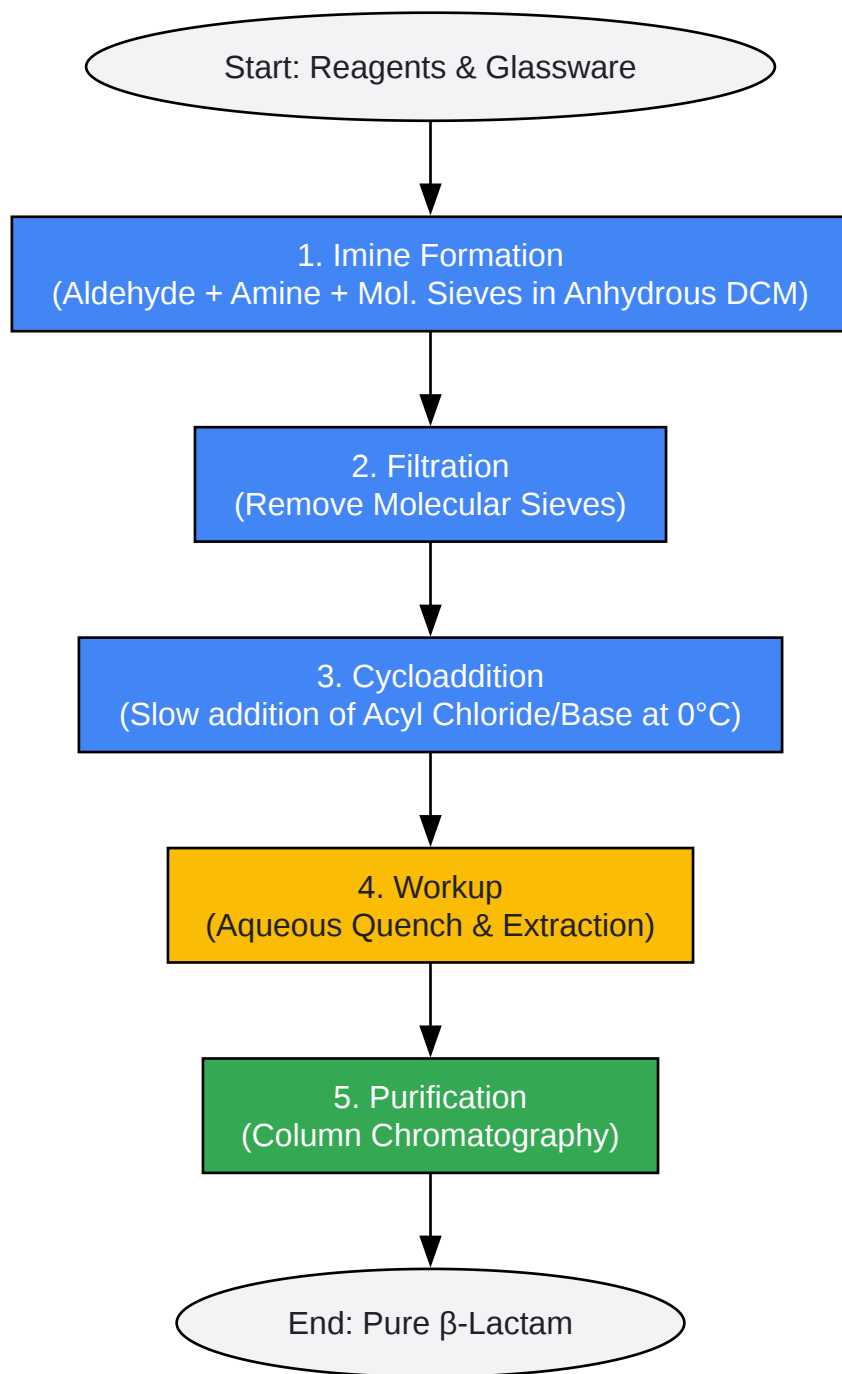 Start: Reagents & Glassware
1. Imine Formation
(Aldehyde + Amine + Mol. Sieves in Anhydrous DCM)
2. Filtration
(Remove Molecular Sieves)
3. Cycloaddition
(Slow addition of Acyl Chloride/Base at 0°C)
4. Workup
(Aqueous Quench & Extraction)
5. Purification
(Column Chromatography)
End: Pure β-Lactam